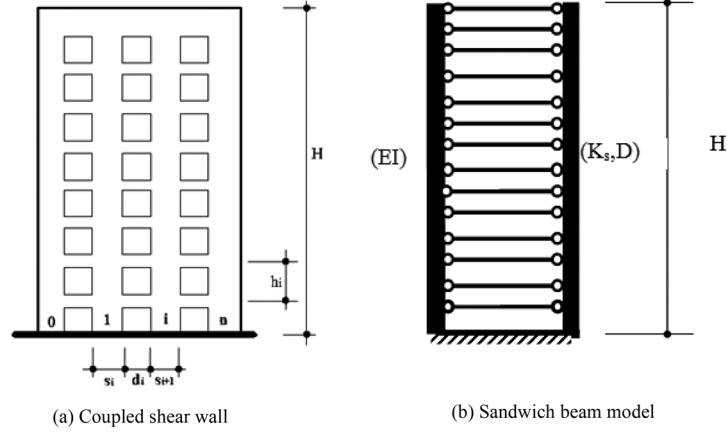 H
hi
0 1 i n
si di si+1
(a) Coupled shear wall
(EI)
(Ks,D)
H
(b) Sandwich beam model